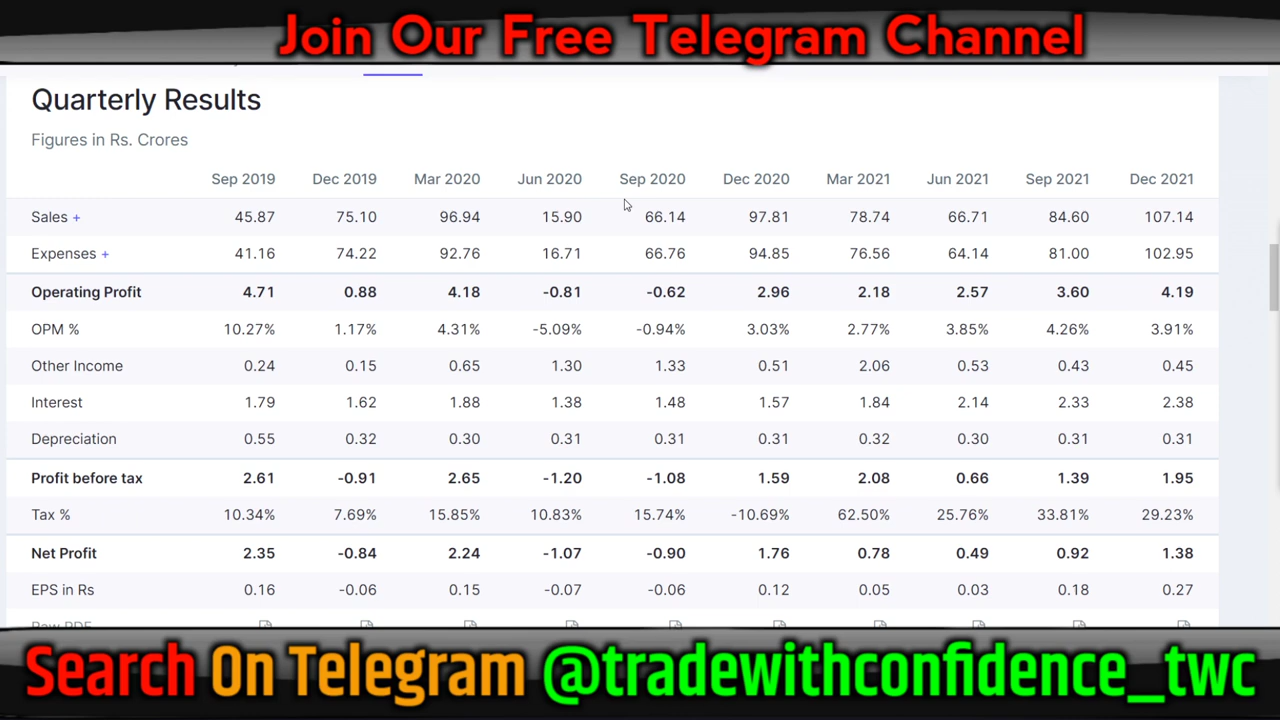 Join Our Free Telegram Channel
Quarterly Results
Figures in Rs. Crores
Sep 2019 Dec 2019 Mar 2020 Jun 2020 Sep 2020 Dec 2020 Mar 2021 Jun 2021 Sep 2021 Dec 2021
Sales + 45.87 75.10 96.94 15.90 66.14 97.81 78.74 66.71 84.60 107.14
Expenses + 41.16 74.22 92.76 16.71 66.76 94.85 76.56 64.14 81.00 102.95
Operating Profit 4.71 0.88 4.18 -0.81 -0.62 2.96 2.18 2.57 3.60 4.19
OPM % 10.27% 1.17% 4.31% -5.09% -0.94% 3.03% 2.77% 3.85% 4.26% 3.91%
Other Income 0.24 0.15 0.65 1.30 1.33 0.51 2.06 0.53 0.43 0.45
Interest 1.79 1.62 1.88 1.38 1.48 1.57 1.84 2.14 2.33 2.38
Depreciation 0.55 0.32 0.30 0.31 0.31 0.31 0.32 0.30 0.31 0.31
Profit before tax 2.61 -0.91 2.65 -1.20 -1.08 1.59 2.08 0.66 1.39 1.95
Tax % 10.34% 7.69% 15.85% 10.83% 15.74% -10.69% 62.50% 25.76% 33.81% 29.23%
Net Profit 2.35 -0.84 2.24 -1.07 -0.90 1.76 0.78 0.49 0.92 1.38
EPS in Rs 0.16 -0.06 0.15 -0.07 -0.06 0.12 0.05 0.03 0.18 0.27
Raw PDF
Search On Telegram @tradewithconfidence_twc